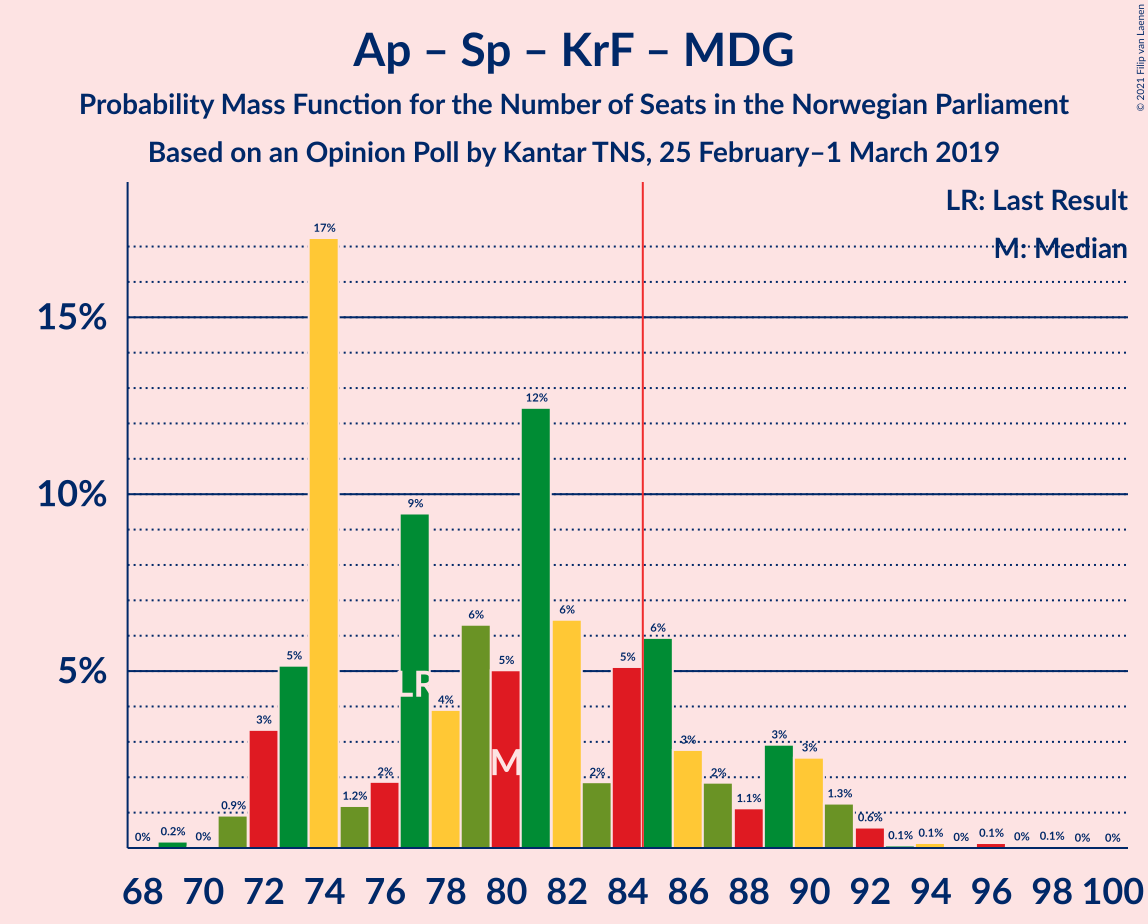 Ap – Sp – KrF – MDG
Probability Mass Function for the Number of Seats in the Norwegian Parliament
Based on an Opinion Poll by Kantar TNS, 25 February–1 March 2019
© 2021 Filip van Laenen
LR: Last Result
M: Median
15%
10%
5%
0% 0.2% 0% 0.9% 3% 5% 17% 1.2% 2% 9% 4% 6% 5% 12% 6% 2% 5% 6% 3% 2% 1.1% 3% 3% 1.3% 0.6% 0.1% 0.1% 0% 0.1% 0% 0.1% 0% 0%
LR
M
68 70 72 74 76 78 80 82 84 86 88 90 92 94 96 98 100